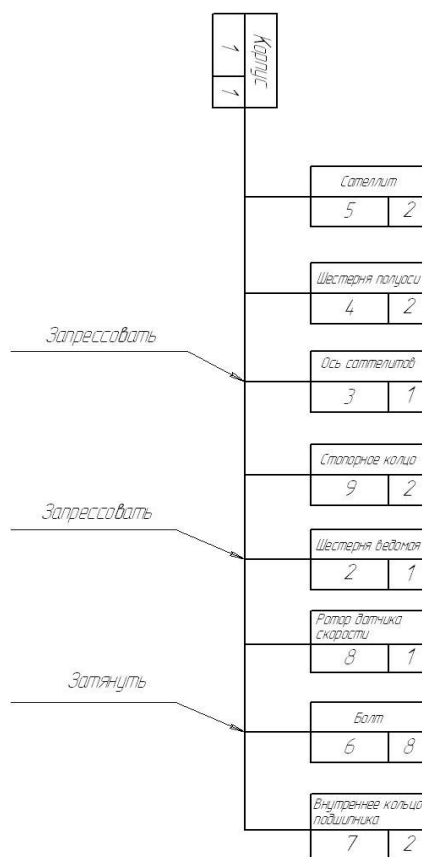 Корпус
1 1
Сателлит
5 2
Шестерня полуоси
4 2
Запрессовать
Ось саттелитов
3 1
Стопорное колцо
9 2
Запрессовать
Шестерня ведомая
2 1
Ротор датчика
скорости
8 1
Затянуть
Болт
6 8
Внутреннее кольцо
подшипника
7 2